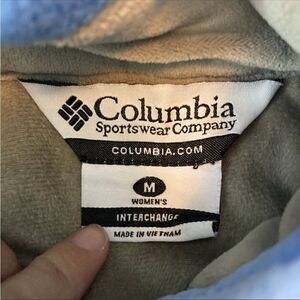 Columbia
Sportswear Company
COLUMBIA.COM
M
WOMEN'S
INTERCHANGE
MADE IN VIETNAM